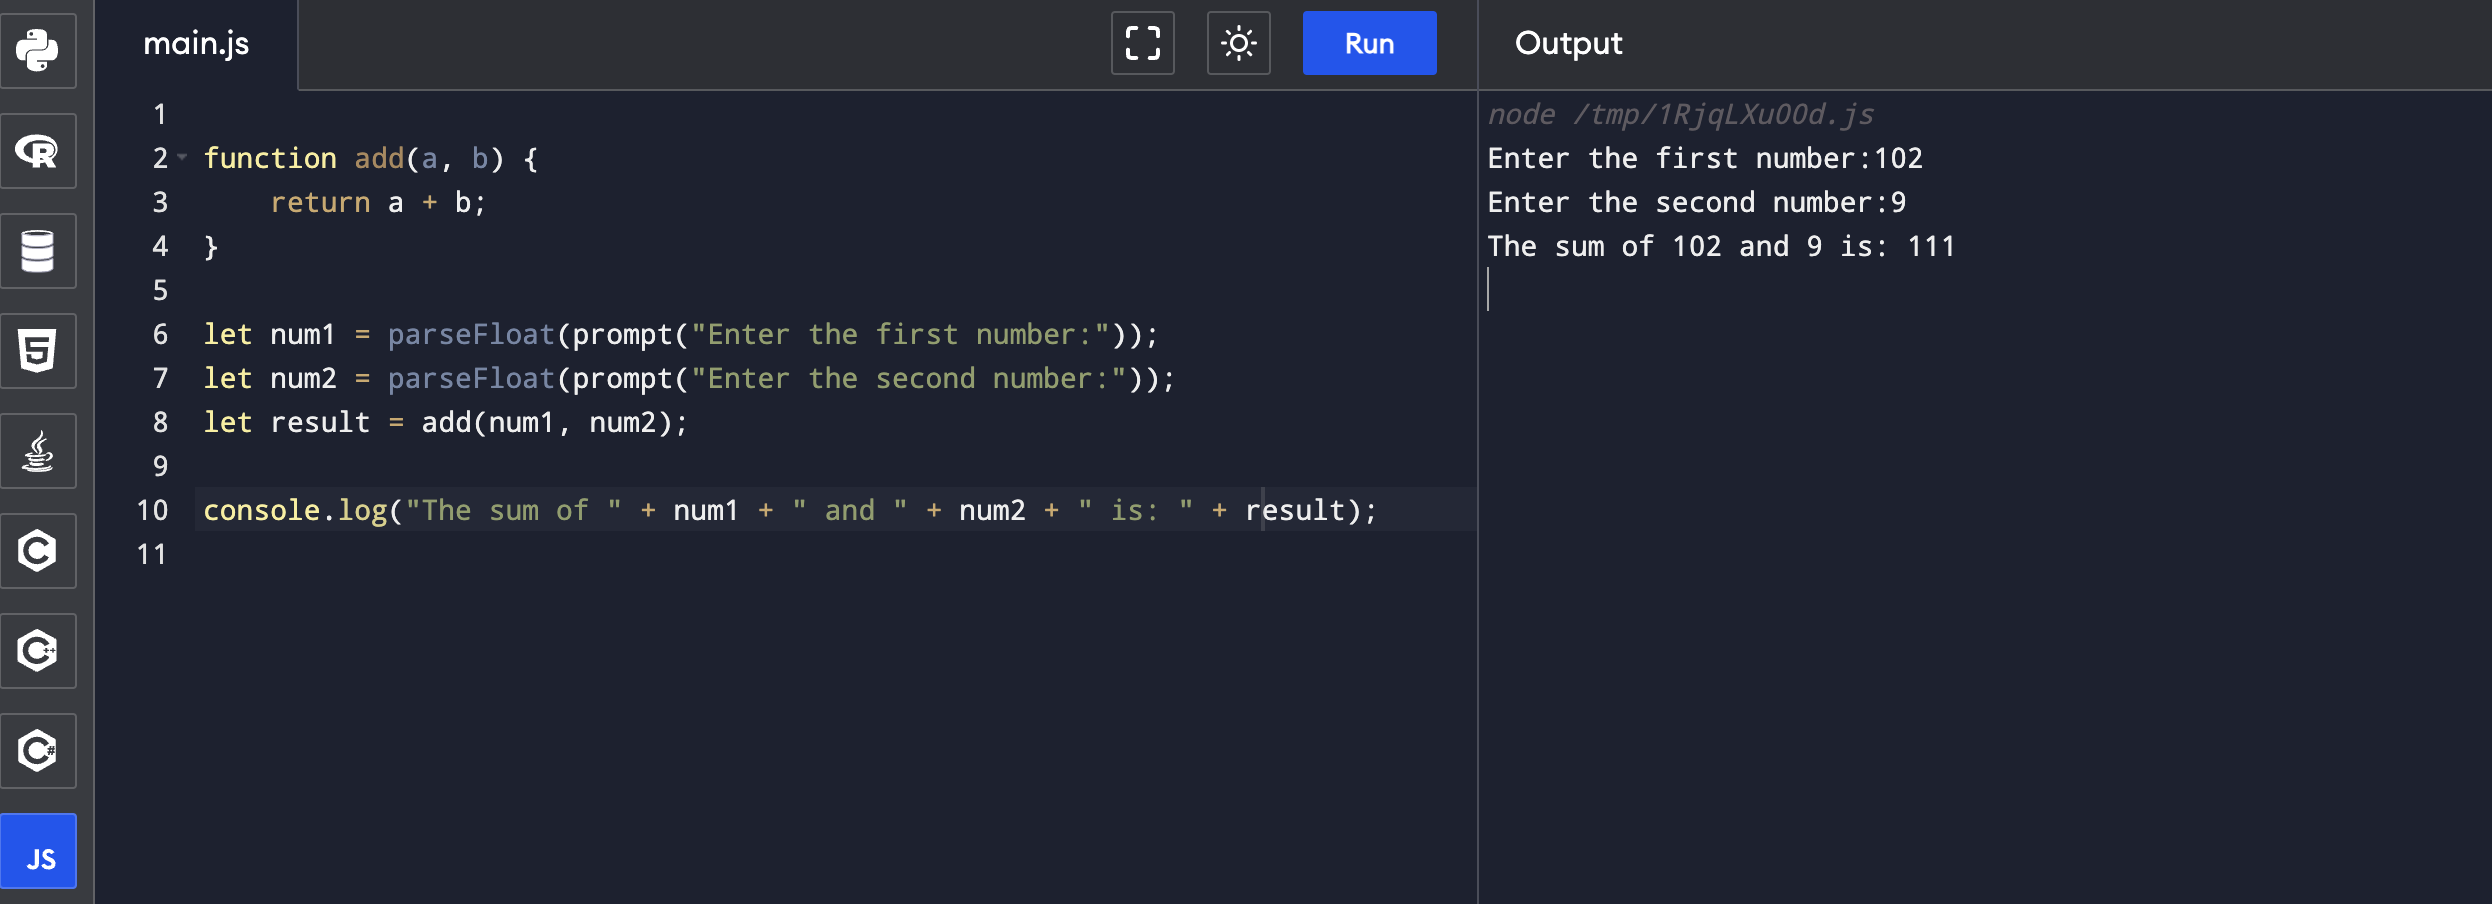 main.js
Run
Output
1
2 function add(a, b) {
3     return a + b;
4 }
5
6 let num1 = parseFloat(prompt("Enter the first number:"));
7 let num2 = parseFloat(prompt("Enter the second number:"));
8 let result = add(num1, num2);
9
10 console.log("The sum of " + num1 + " and " + num2 + " is: " + result);
11
node /tmp/1RjqLXu00d.js
Enter the first number:102
Enter the second number:9
The sum of 102 and 9 is: 111
R
5
C
C++
C#
JS